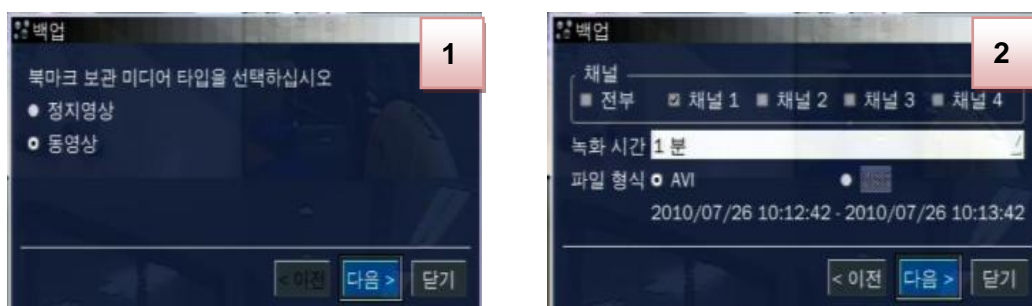 백업
1
북마크 보관 미디어 타입을 선택하십시오
정지영상
동영상
< 이전 다음 > 닫기
백업
2
채널
전부 채널 1 채널 2 채널 3 채널 4
녹화 시간 1 분
파일 형식 AVI
2010/07/26 10:12:42 - 2010/07/26 10:13:42
< 이전 다음 > 닫기